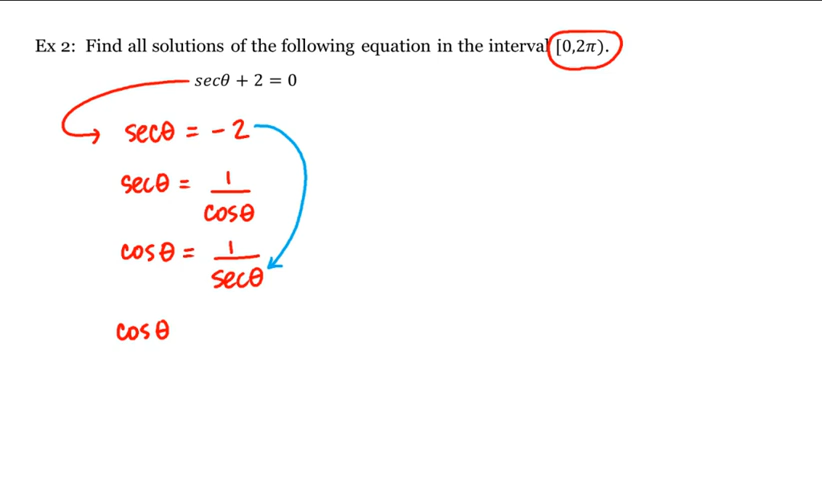 Ex 2: Find all solutions of the following equation in the interval [0,2π).
secθ + 2 = 0
secθ = -2
secθ = 1/cosθ
cosθ = 1/secθ
cosθ